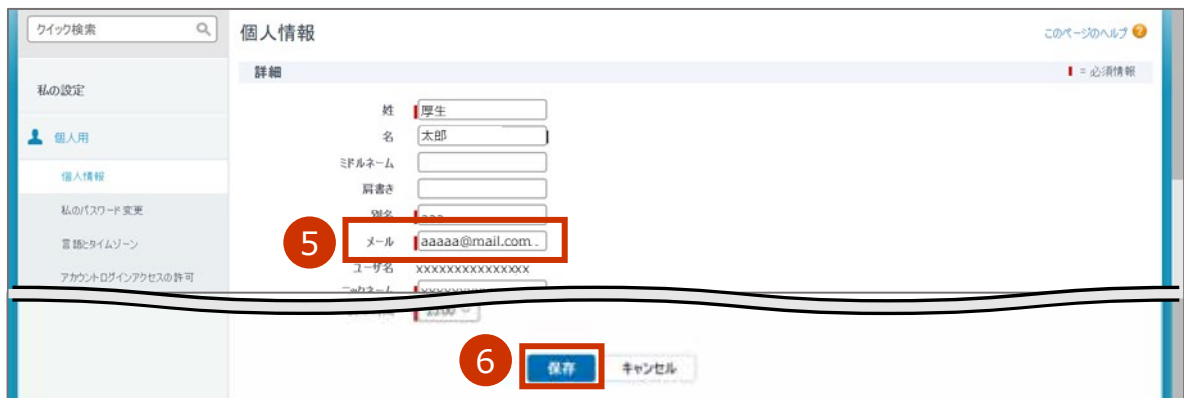 クイック検索
個人情報
このページのヘルプ
詳細
= 必須情報
私の設定
姓 厚生
個人用
名 太郎
ミドルネーム
個人情報
肩書き
私のパスワード変更
別名 aaa
言語とタイムゾーン
5
メール aaaaa@mail.com
アカウントログインアクセスの許可
ユーザ名 xxxxxxxxxxxxxxx
6
保存
キャンセル